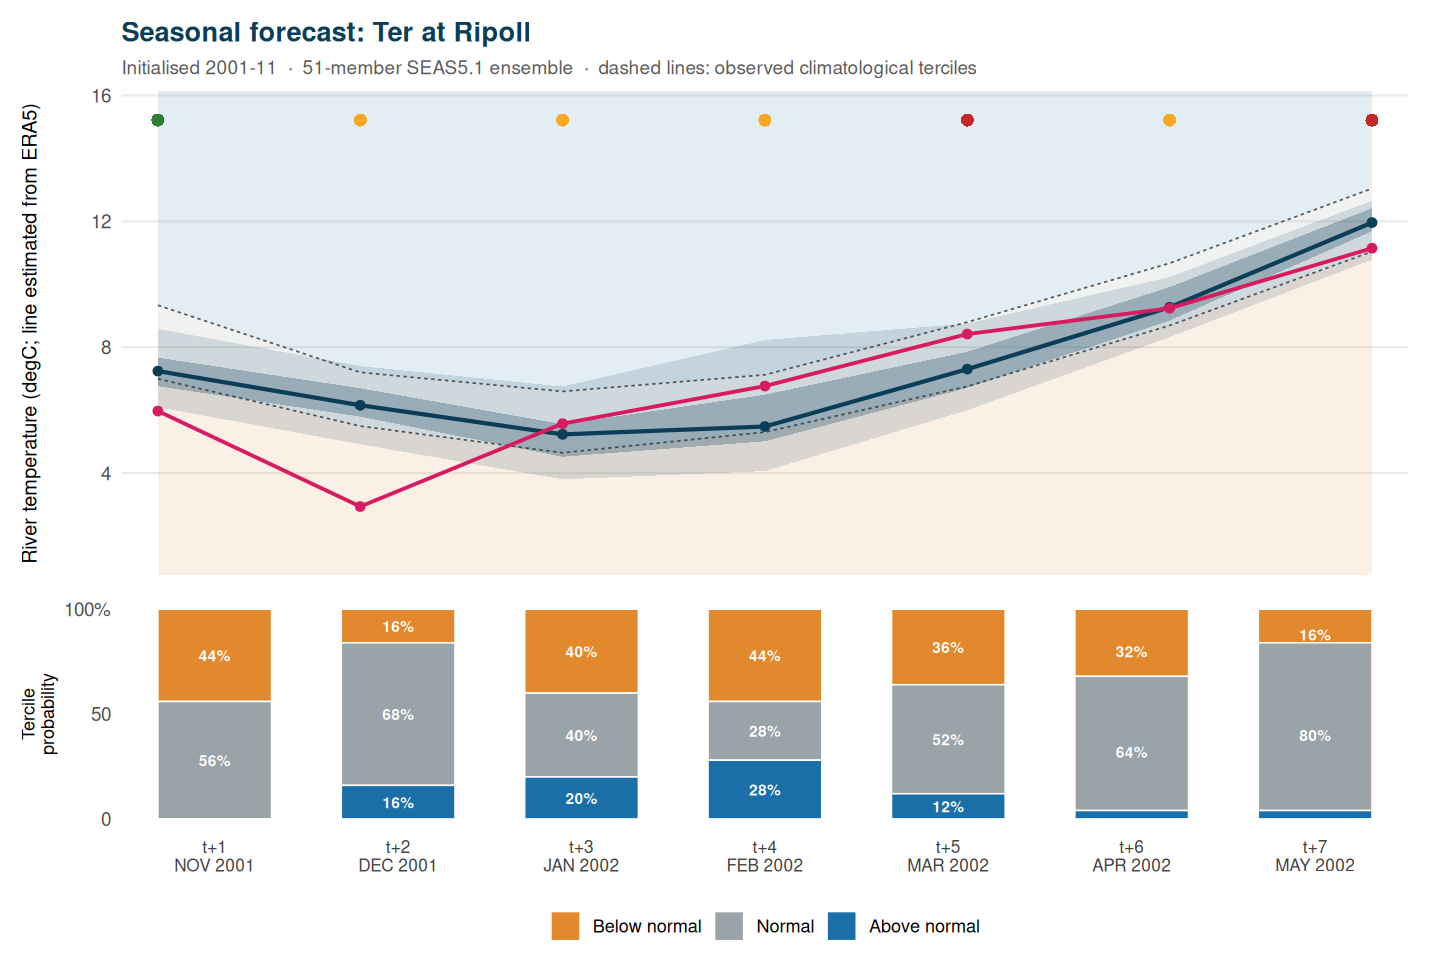 Seasonal forecast: Ter at Ripoll
Initialised 2001-11 · 51-member SEAS5.1 ensemble · dashed lines: observed climatological terciles
River temperature (degC; line estimated from ERA5)
16
12
8
4
Tercile
probability
100%
50
0
44%
56%
16%
68%
16%
40%
40%
20%
44%
28%
28%
36%
52%
12%
32%
64%
16%
80%
t+1
NOV 2001
t+2
DEC 2001
t+3
JAN 2002
t+4
FEB 2002
t+5
MAR 2002
t+6
APR 2002
t+7
MAY 2002
Below normal
Normal
Above normal